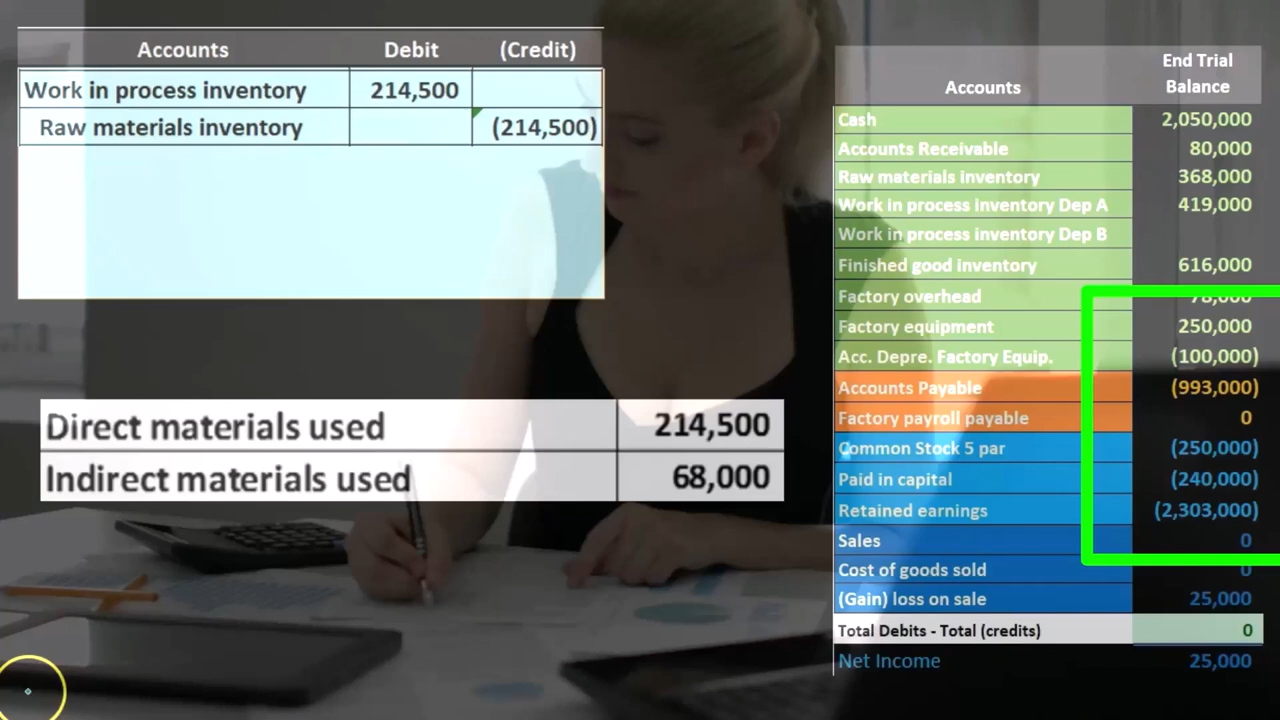 Accounts Debit (Credit)
Work in process inventory 214,500
Raw materials inventory (214,500)
Direct materials used 214,500
Indirect materials used 68,000
End Trial
Accounts Balance
Cash 2,050,000
Accounts Receivable 80,000
Raw materials inventory 368,000
Work in process inventory Dep A 419,000
Work in process inventory Dep B
Finished good inventory 616,000
Factory overhead 78,000
Factory equipment 250,000
Acc. Depre. Factory Equip. (100,000)
Accounts Payable (993,000)
Factory payroll payable 0
Common Stock 5 par (250,000)
Paid in capital (240,000)
Retained earnings (2,303,000)
Sales 0
Cost of goods sold 0
(Gain) loss on sale 25,000
Total Debits - Total (credits) 0
Net Income 25,000